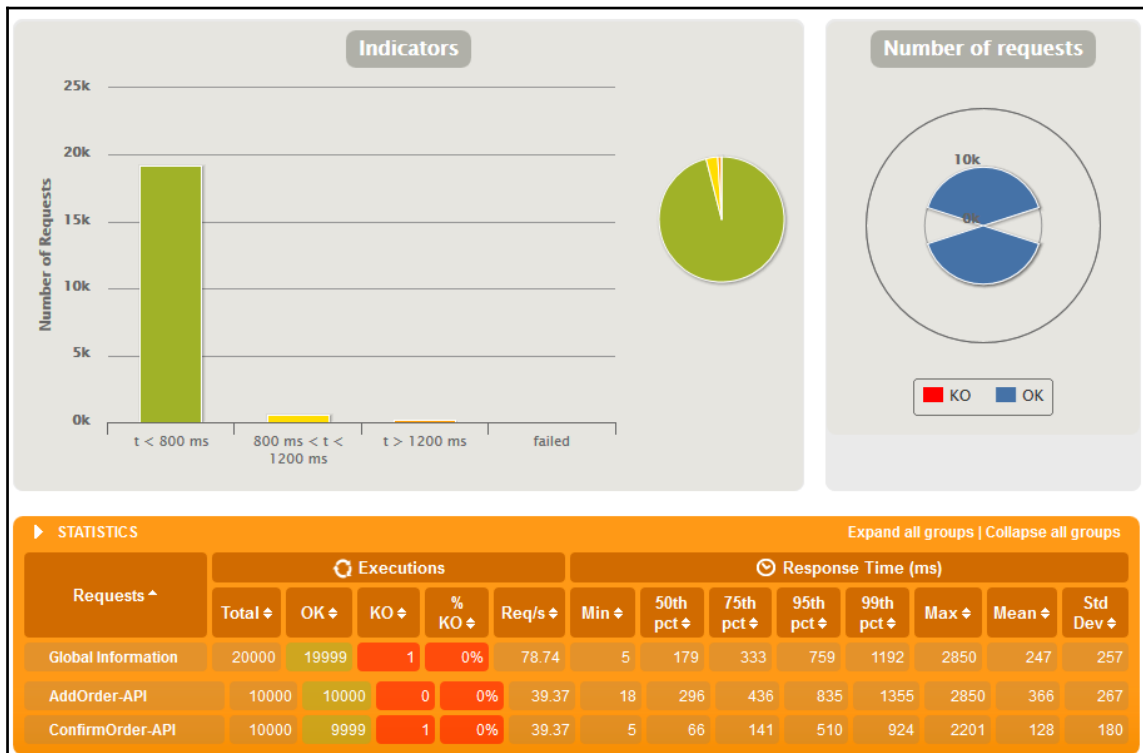 Indicators
25k
20k
15k
10k
5k
0k
Number of Requests
t < 800 ms
800 ms < t <
1200 ms
t > 1200 ms
failed
Number of requests
10k
0k
KO OK
STATISTICS Expand all groups | Collapse all groups
Requests Executions Response Time (ms)
Total OK KO % KO Req/s Min 50th pct 75th pct 95th pct 99th pct Max Mean Std Dev
Global Information 20000 19999 1 0% 78.74 5 179 333 759 1192 2850 247 257
AddOrder-API 10000 10000 0 0% 39.37 18 296 436 835 1355 2850 366 267
ConfirmOrder-API 10000 9999 1 0% 39.37 5 66 141 510 924 2201 128 180